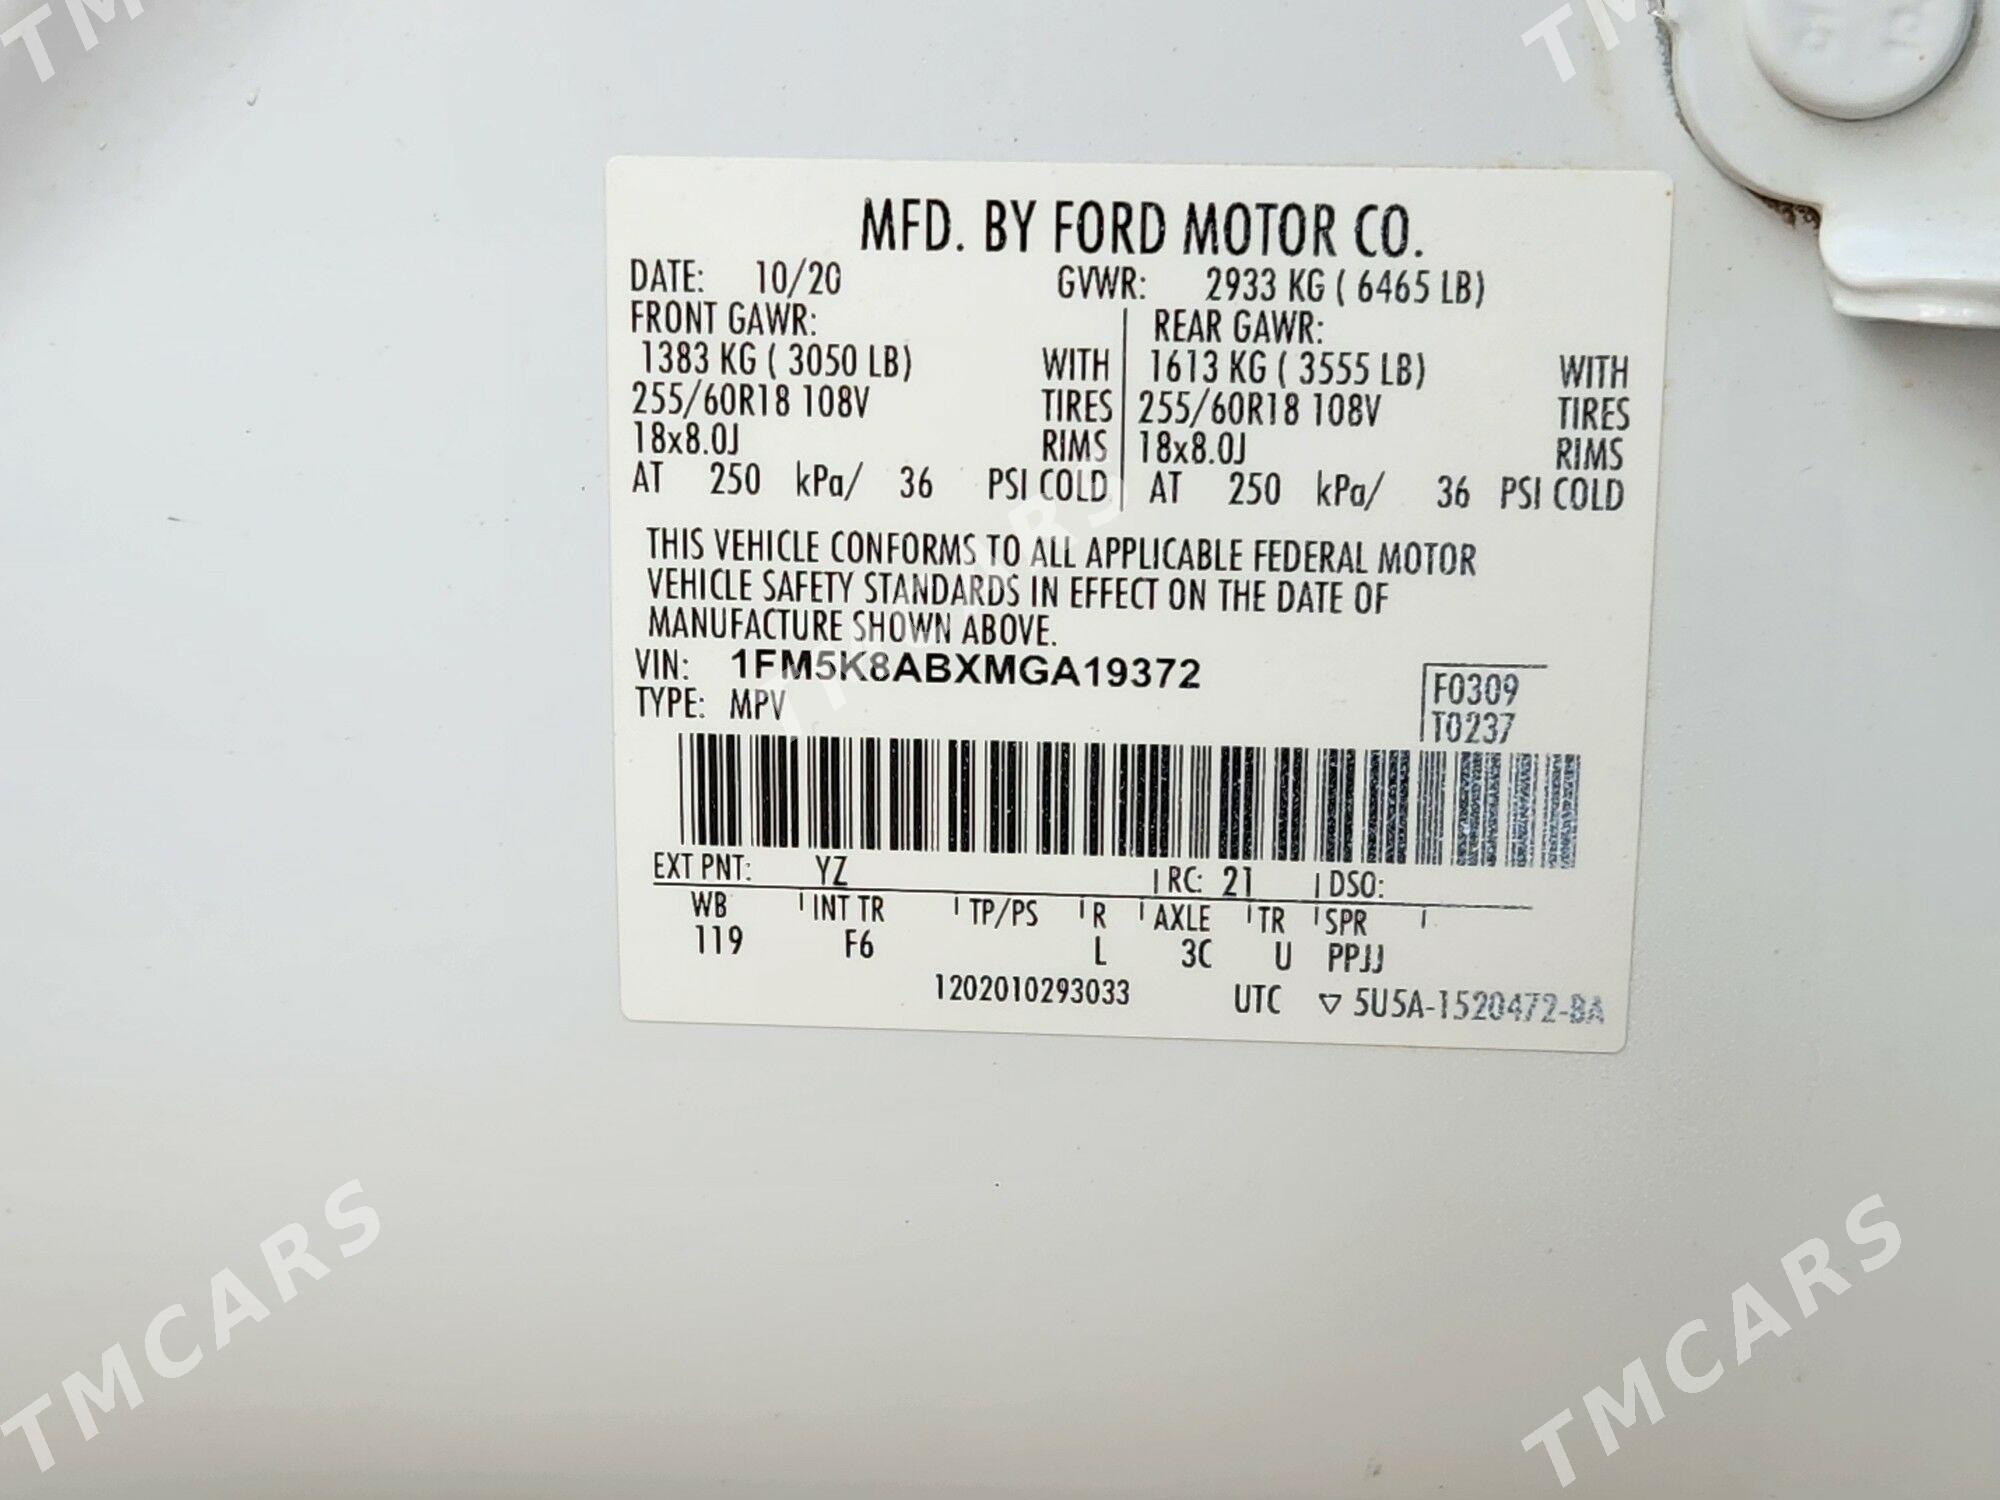 MFD. BY FORD MOTOR CO.
DATE: 10/20 GVWR: 2933 KG ( 6465 LB)
FRONT GAWR: REAR GAWR:
1383 KG ( 3050 LB) WITH 1613 KG ( 3555 LB) WITH
255/60R18 108V TIRES 255/60R18 108V TIRES
18x8.0J RIMS 18x8.0J RIMS
AT 250 kPa/ 36 PSI COLD AT 250 kPa/ 36 PSI COLD
THIS VEHICLE CONFORMS TO ALL APPLICABLE FEDERAL MOTOR
VEHICLE SAFETY STANDARDS IN EFFECT ON THE DATE OF
MANUFACTURE SHOWN ABOVE.
VIN: 1FM5K8ABXMGA19372
F0309
TYPE: MPV
T0237
EXT PNT: YZ RC: 21 DSO:
WB INT TR TP/PS R AXLE TR SPR
119 F6 L 3C U PPJJ
1202010293033 UTC ▽ 5U5A-1520472-BA
TMCARS
TMCARS
TMCARS